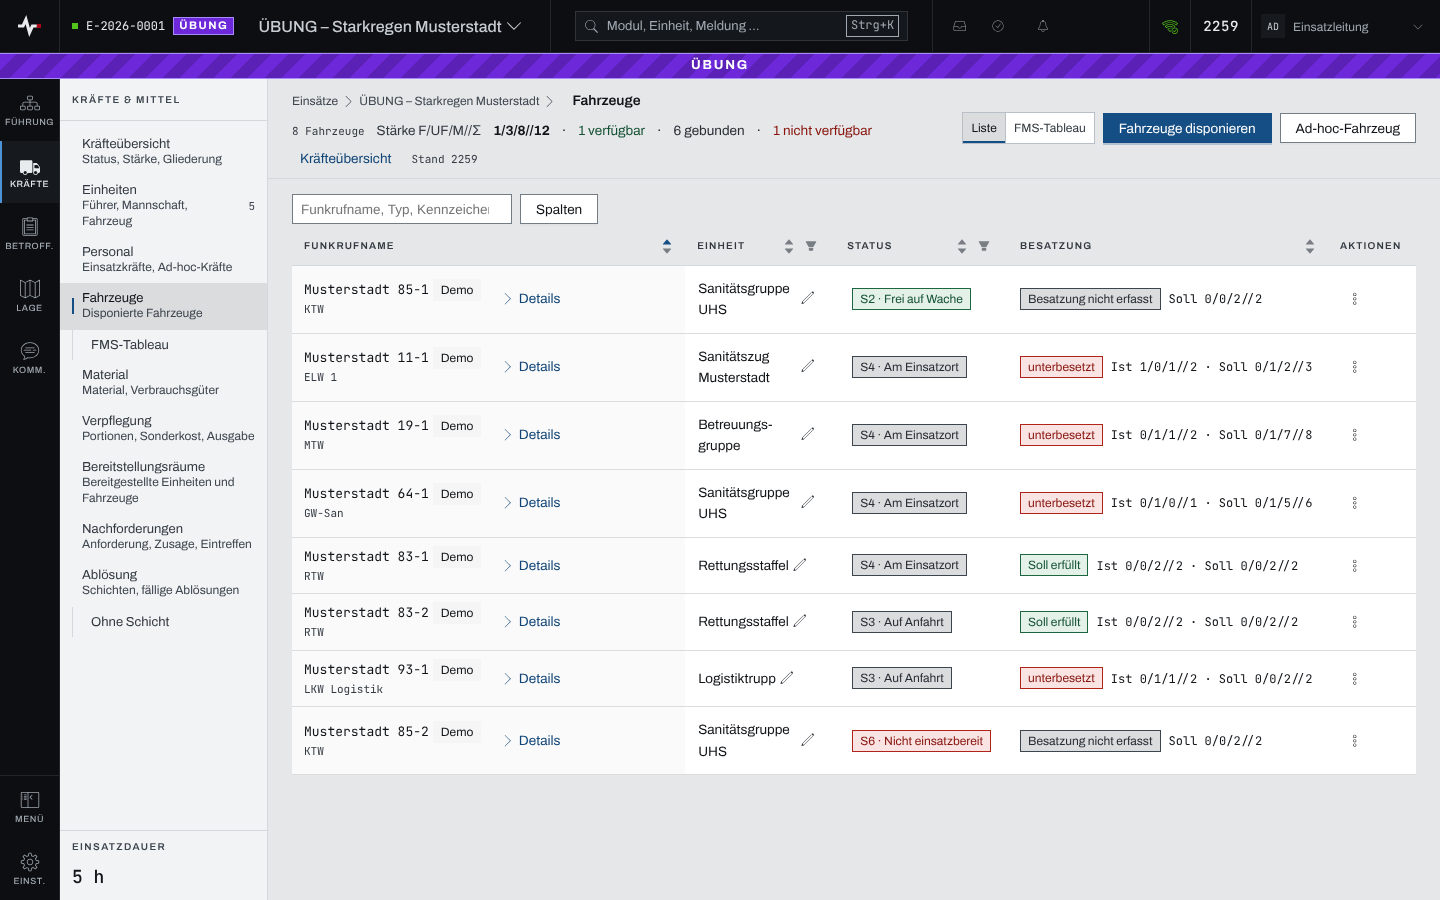 E-2026-0001 ÜBUNG ÜBUNG – Starkregen Musterstadt Modul, Einheit, Meldung ... Strg+K 2259 AD Einsatzleitung
ÜBUNG
FÜHRUNG
KRÄFTE
BETROFF.
LAGE
KOMM.
MENÜ
EINST.
KRÄFTE & MITTEL
Kräfteübersicht
Status, Stärke, Gliederung
Einheiten
Führer, Mannschaft,
Fahrzeug
5
Personal
Einsatzkräfte, Ad-hoc-Kräfte
Fahrzeuge
Disponierte Fahrzeuge
FMS-Tableau
Material
Material, Verbrauchsgüter
Verpflegung
Portionen, Sonderkost, Ausgabe
Bereitstellungsräume
Bereitgestellte Einheiten und
Fahrzeuge
Nachforderungen
Anforderung, Zusage, Eintreffen
Ablösung
Schichten, fällige Ablösungen
Ohne Schicht
EINSATZDAUER
5 h
Einsätze ÜBUNG – Starkregen Musterstadt Fahrzeuge
8 Fahrzeuge Stärke F/UF/M//Σ 1/3/8//12 · 1 verfügbar · 6 gebunden · 1 nicht verfügbar
Kräfteübersicht Stand 2259
Liste FMS-Tableau Fahrzeuge disponieren Ad-hoc-Fahrzeug
Funkrufname, Typ, Kennzeichen Spalten
FUNKRUFNAME EINHEIT STATUS BESATZUNG AKTIONEN
Musterstadt 85-1 Demo
KTW
Details
Sanitätsgruppe
UHS
S2 · Frei auf Wache
Besatzung nicht erfasst Soll 0/0/2//2
Musterstadt 11-1 Demo
ELW 1
Details
Sanitätszug
Musterstadt
S4 · Am Einsatzort
unterbesetzt Ist 1/0/1//2 · Soll 0/1/2//3
Musterstadt 19-1 Demo
MTW
Details
Betreuungs-
gruppe
S4 · Am Einsatzort
unterbesetzt Ist 0/1/1//2 · Soll 0/1/7//8
Musterstadt 64-1 Demo
GW-San
Details
Sanitätsgruppe
UHS
S4 · Am Einsatzort
unterbesetzt Ist 0/1/0//1 · Soll 0/1/5//6
Musterstadt 83-1 Demo
RTW
Details
Rettungsstaffel
S4 · Am Einsatzort
Soll erfüllt Ist 0/0/2//2 · Soll 0/0/2//2
Musterstadt 83-2 Demo
RTW
Details
Rettungsstaffel
S3 · Auf Anfahrt
Soll erfüllt Ist 0/0/2//2 · Soll 0/0/2//2
Musterstadt 93-1 Demo
LKW Logistik
Details
Logistiktrupp
S3 · Auf Anfahrt
unterbesetzt Ist 0/1/1//2 · Soll 0/0/2//2
Musterstadt 85-2 Demo
KTW
Details
Sanitätsgruppe
UHS
S6 · Nicht einsatzbereit
Besatzung nicht erfasst Soll 0/0/2//2